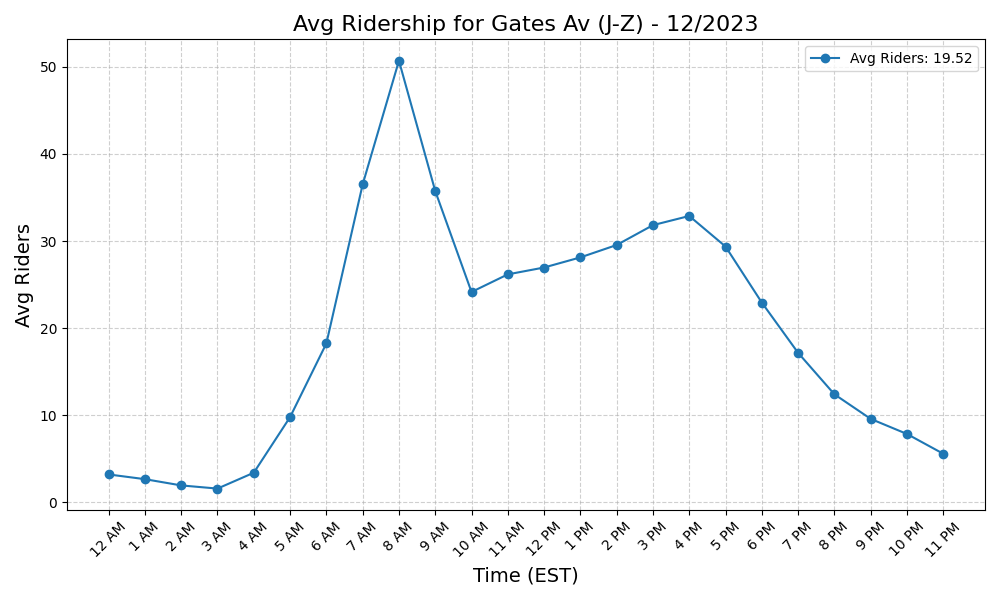 Avg Ridership for Gates Av (J-Z) - 12/2023
Avg Riders: 19.52
Avg Riders
50
40
30
20
10
0
12 AM
1 AM
2 AM
3 AM
4 AM
5 AM
6 AM
7 AM
8 AM
9 AM
10 AM
11 AM
12 PM
1 PM
2 PM
3 PM
4 PM
5 PM
6 PM
7 PM
8 PM
9 PM
10 PM
11 PM
Time (EST)